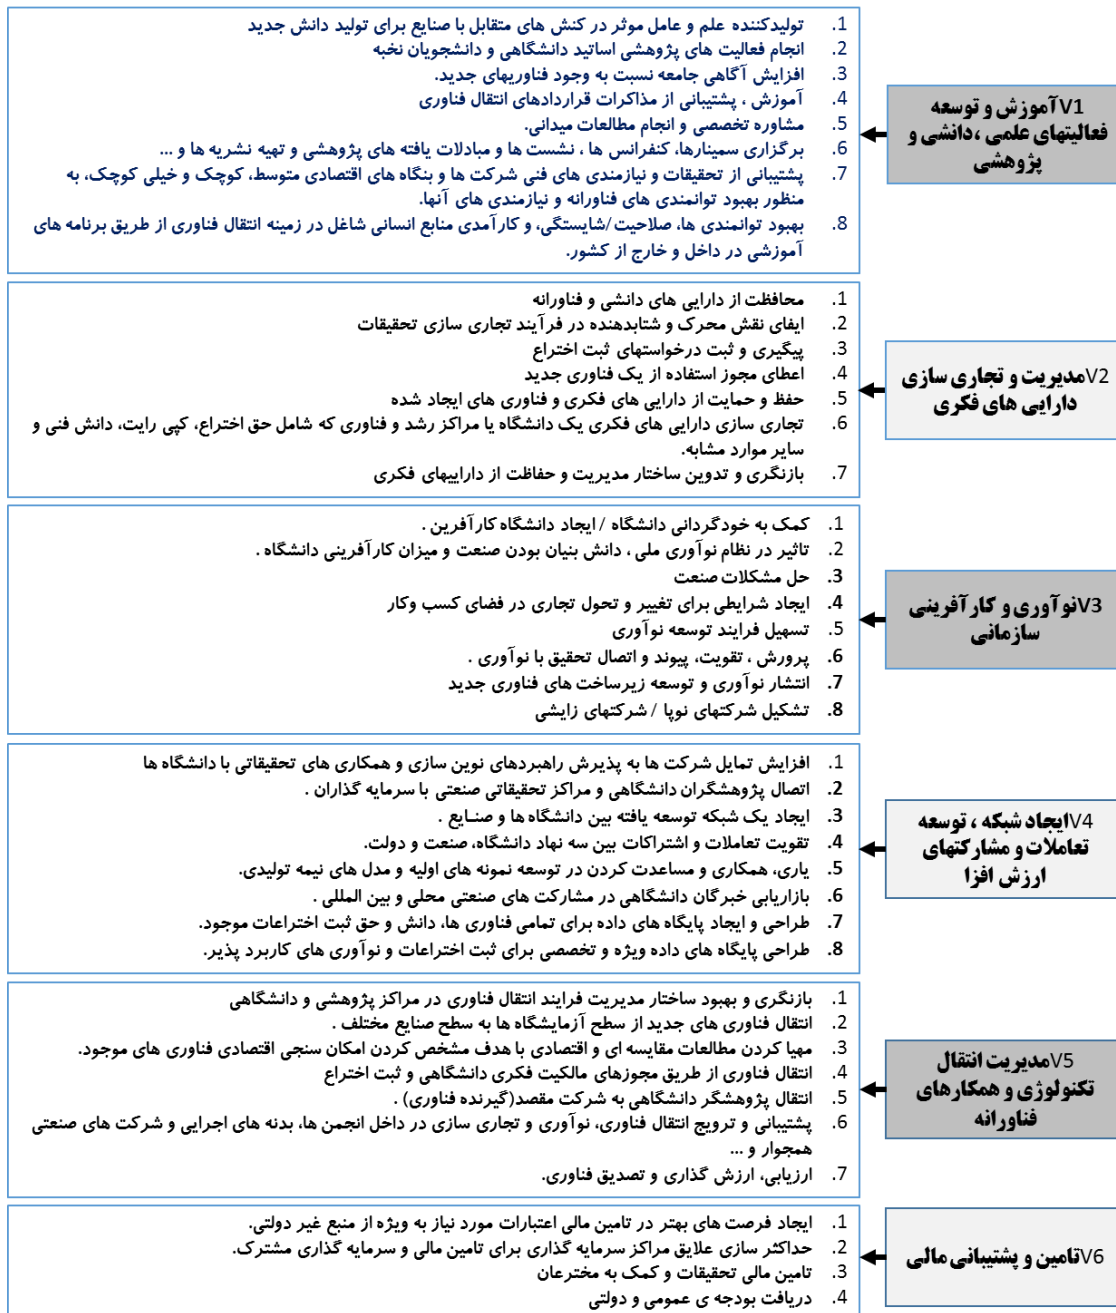 V1آموزش و توسعه
فعالیتهای علمی ،دانشی و
پژوهشی
1. تولیدکننده علم و عامل موثر در کنش های متقابل با صنایع برای تولید دانش جدید
2. انجام فعالیت های پژوهشی اساتید دانشگاهی و دانشجویان نخبه
3. افزایش آگاهی جامعه نسبت به وجود فناوریهای جدید.
4. آموزش ، پشتیبانی از مذاکرات قراردادهای انتقال فناوری
5. مشاوره تخصصی و انجام مطالعات میدانی.
6. برگزاری سمینارها، کنفرانس ها ، نشست ها و مبادلات یافته های پژوهشی و تهیه نشریه ها و ...
7. پشتیبانی از تحقیقات و نیازمندی های فنی شرکت ها و بنگاه های اقتصادی متوسط، کوچک و خیلی کوچک، به
منظور بهبود توانمندی های فناورانه و نیازمندی های آنها.
8. بهبود توانمندی ها، صلاحیت/شایستگی، و کارآمدی منابع انسانی شاغل در زمینه انتقال فناوری از طریق برنامه های
آموزشی در داخل و خارج از کشور.
V2مدیریت و تجاری سازی
دارایی های فکری
1. محافظت از دارایی های دانشی و فناورانه
2. ایفای نقش محرک و شتابدهنده در فرآیند تجاری سازی تحقیقات
3. پیگیری و ثبت درخواستهای ثبت اختراع
4. اعطای مجوز استفاده از یک فناوری جدید
5. حفظ و حمایت از دارایی های فکری و فناوری های ایجاد شده
6. تجاری سازی دارایی های فکری یک دانشگاه یا مراکز رشد و فناوری که شامل حق اختراع، کپی رایت، دانش فنی و
سایر موارد مشابه.
7. بازنگری و تدوین ساختار مدیریت و حفاظت از داراییهای فکری
V3نوآوری و کارآفرینی
سازمانی
1. کمک به خودگردانی دانشگاه / ایجاد دانشگاه کارآفرین .
2. تاثیر در نظام نوآوری ملی ، دانش بنیان بودن صنعت و میزان کارآفرینی دانشگاه .
3. حل مشکلات صنعت
4. ایجاد شرایطی برای تغییر و تحول تجاری در فضای کسب وکار
5. تسهیل فرایند توسعه نوآوری
6. پرورش ، تقویت، پیوند و اتصال تحقیق با نوآوری .
7. انتشار نوآوری و توسعه زیرساخت های فناوری جدید
8. تشکیل شرکتهای نوپا / شرکتهای زایشی
V4ایجاد شبکه ، توسعه
تعاملات و مشارکتهای
ارزش افزا
1. افزایش تمایل شرکت ها به پذیرش راهبردهای نوین سازی و همکاری های تحقیقاتی با دانشگاه ها
2. اتصال پژوهشگران دانشگاهی و مراکز تحقیقاتی صنعتی با سرمایه گذاران .
3. ایجاد یک شبکه توسعه یافته بین دانشگاه ها و صنـایع .
4. تقویت تعاملات و اشتراکات بین سه نهاد دانشگاه، صنعت و دولت.
5. یاری، همکاری و مساعدت کردن در توسعه نمونه های اولیه و مدل های نیمه تولیدی.
6. بازاریابی خبرگان دانشگاهی در مشارکت های صنعتی محلی و بین المللی .
7. طراحی و ایجاد پایگاه های داده برای تمامی فناوری ها، دانش و حق ثبت اختراعات موجود.
8. طراحی پایگاه های داده ویژه و تخصصی برای ثبت اختراعات و نوآوری های کاربرد پذیر.
V5مدیریت انتقال
تکنولوژی و همکارهای
فناورانه
1. بازنگری و بهبود ساختار مدیریت فرایند انتقال فناوری در مراکز پژوهشی و دانشگاهی
2. انتقال فناوری های جدید از سطح آزمایشگاه ها به سطح صنایع مختلف .
3. مهیا کردن مطالعات مقایسه ای و اقتصادی با هدف مشخص کردن امکان سنجی اقتصادی فناوری های موجود.
4. انتقال فناوری از طریق مجوزهای مالکیت فکری دانشگاهی و ثبت اختراع
5. انتقال پژوهشگر دانشگاهی به شرکت مقصد(گیرنده فناوری) .
6. پشتیبانی و ترویج انتقال فناوری، نوآوری و تجاری سازی در داخل انجمن ها، بدنه های اجرایی و شرکت های صنعتی
همجوار و ...
7. ارزیابی، ارزش گذاری و تصدیق فناوری.
V6تامین و پشتیبانی مالی
1. ایجاد فرصت های بهتر در تامین مالی اعتبارات مورد نیاز به ویژه از منبع غیر دولتی.
2. حداکثر سازی علایق مراکز سرمایه گذاری برای تامین مالی و سرمایه گذاری مشترک.
3. تامین مالی تحقیقات و کمک به مخترعان
4. دریافت بودجه ی عمومی و دولتی